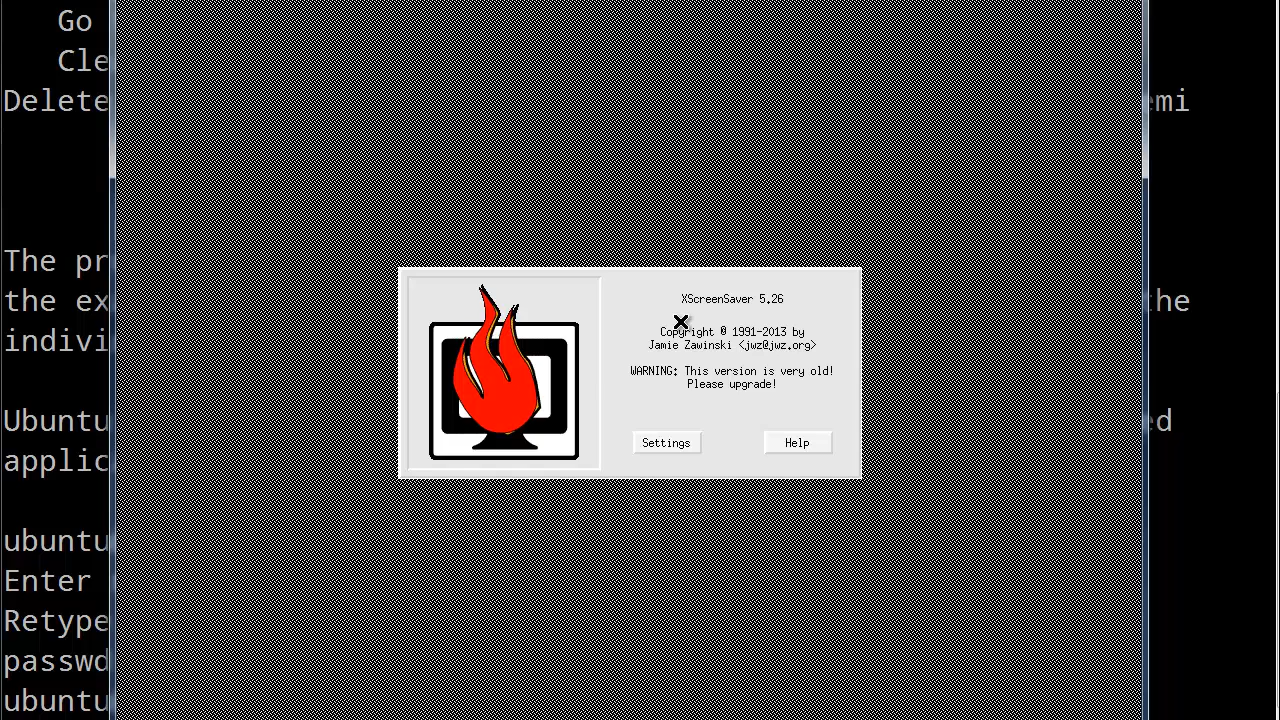 Go
Cle
Delete emi
The pr
the ex he
indivi
Ubuntu ed
applic
ubuntu
Enter
Retype
passwd
ubuntu
XScreenSaver 5.26
Copyright © 1991-2013 by
Jamie Zawinski <jwz@jwz.org>
WARNING: This version is very old!
Please upgrade!
Settings Help